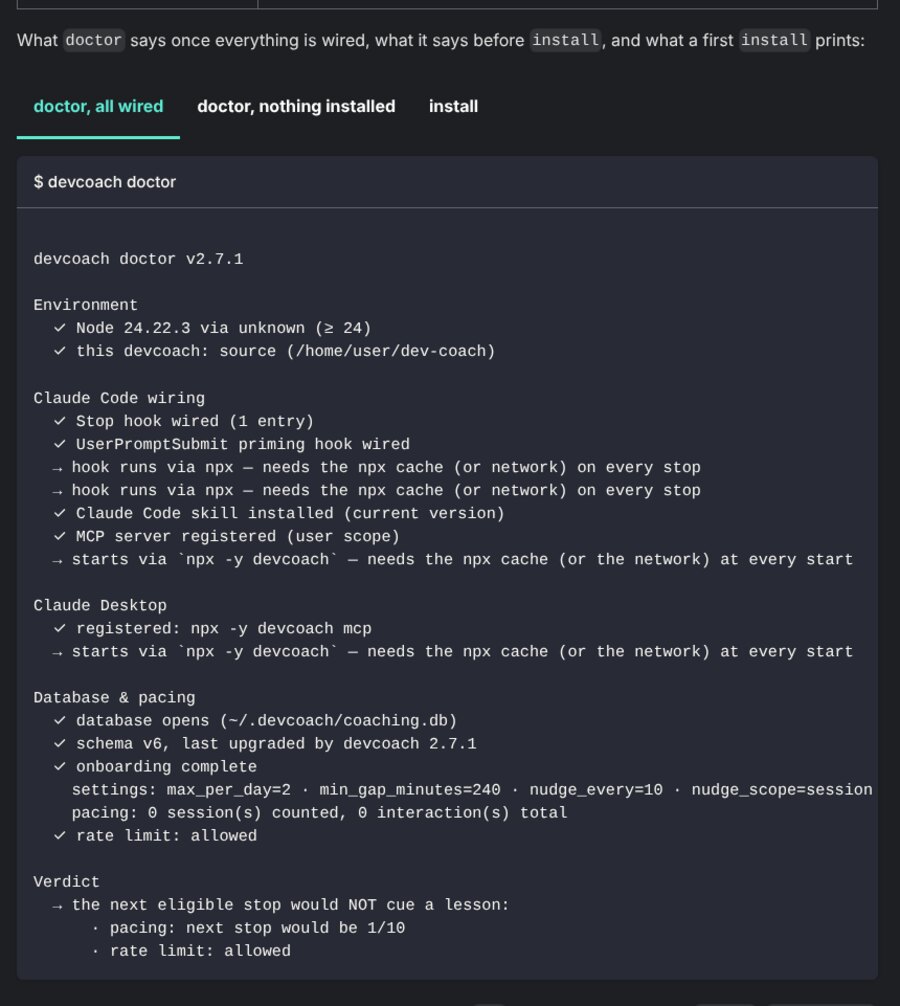 What doctor says once everything is wired, what it says before install, and what a first install prints:
doctor, all wired
doctor, nothing installed
install
$ devcoach doctor
devcoach doctor v2.7.1
Environment
✓ Node 24.22.3 via unknown (≥ 24)
✓ this devcoach: source (/home/user/dev-coach)
Claude Code wiring
✓ Stop hook wired (1 entry)
✓ UserPromptSubmit priming hook wired
→ hook runs via npx — needs the npx cache (or network) on every stop
→ hook runs via npx — needs the npx cache (or network) on every stop
✓ Claude Code skill installed (current version)
✓ MCP server registered (user scope)
→ starts via `npx -y devcoach` — needs the npx cache (or the network) at every start
Claude Desktop
✓ registered: npx -y devcoach mcp
→ starts via `npx -y devcoach` — needs the npx cache (or the network) at every start
Database & pacing
✓ database opens (~/.devcoach/coaching.db)
✓ schema v6, last upgraded by devcoach 2.7.1
✓ onboarding complete
settings: max_per_day=2 · min_gap_minutes=240 · nudge_every=10 · nudge_scope=session
pacing: 0 session(s) counted, 0 interaction(s) total
✓ rate limit: allowed
Verdict
→ the next eligible stop would NOT cue a lesson:
· pacing: next stop would be 1/10
· rate limit: allowed